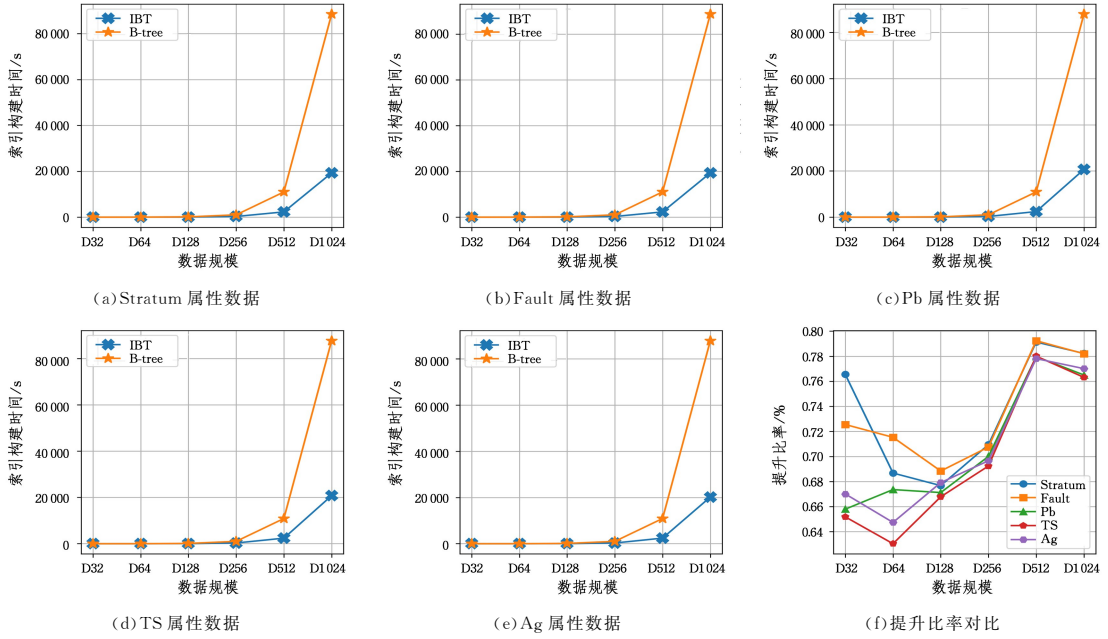 IBT
B-tree
80 000
60 000
40 000
20 000
0
索引构建时间/s
D32 D64 D128 D256 D512 D1 024
数据规模
(a)Stratum 属性数据
IBT
B-tree
80 000
60 000
40 000
20 000
0
索引构建时间/s
D32 D64 D128 D256 D512 D1 024
数据规模
(b)Fault 属性数据
IBT
B-tree
80 000
60 000
40 000
20 000
0
索引构建时间/s
D32 D64 D128 D256 D512 D1 024
数据规模
(c)Pb 属性数据
IBT
B-tree
80 000
60 000
40 000
20 000
0
索引构建时间/s
D32 D64 D128 D256 D512 D1 024
数据规模
(d)TS 属性数据
IBT
B-tree
80 000
60 000
40 000
20 000
0
索引构建时间/s
D32 D64 D128 D256 D512 D1 024
数据规模
(e)Ag 属性数据
0.80
0.78
0.76
0.74
0.72
0.70
0.68
0.66
0.64
提升比率/%
Stratum
Fault
Pb
TS
Ag
D32 D64 D128 D256 D512 D1 024
数据规模
(f)提升比率对比